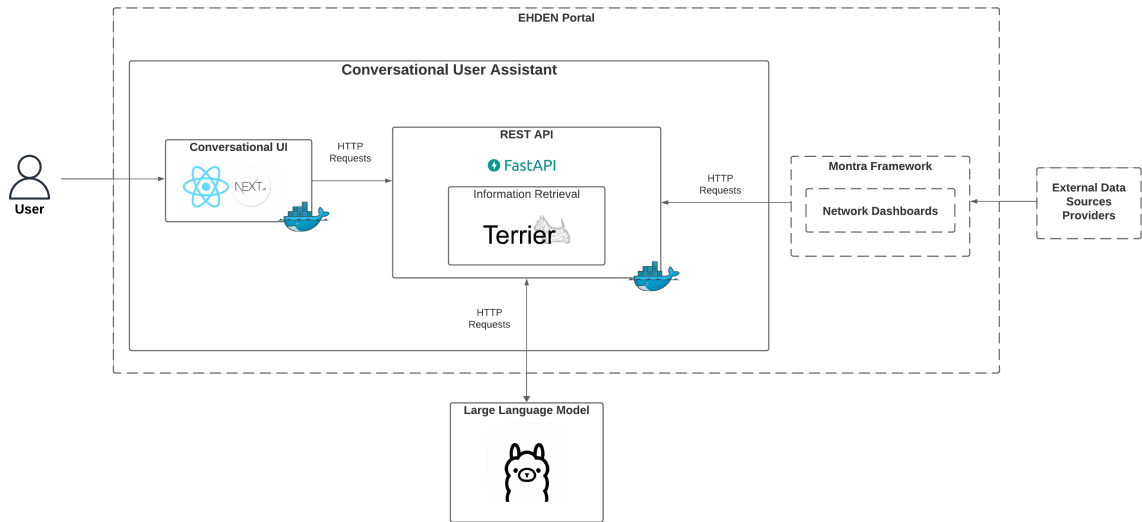 EHDEN Portal
Conversational User Assistant
User
Conversational UI
NEXT.JS
HTTP
Requests
REST API
FastAPI
Information Retrieval
Terrier
HTTP
Requests
Montra Framework
Network Dashboards
External Data
Sources
Providers
HTTP
Requests
Large Language Model